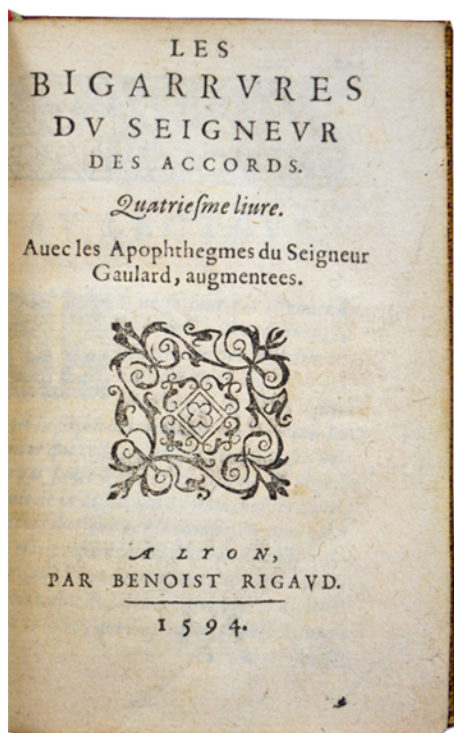 LES
BIGARRVRES
DV SEIGNEVR
DES ACCORDS.
Quatrieſme liure.
Auec les Apophthegmes du Seigneur
Gaulard, augmentees.
A LYON,
PAR BENOIST RIGAVD.
1594.